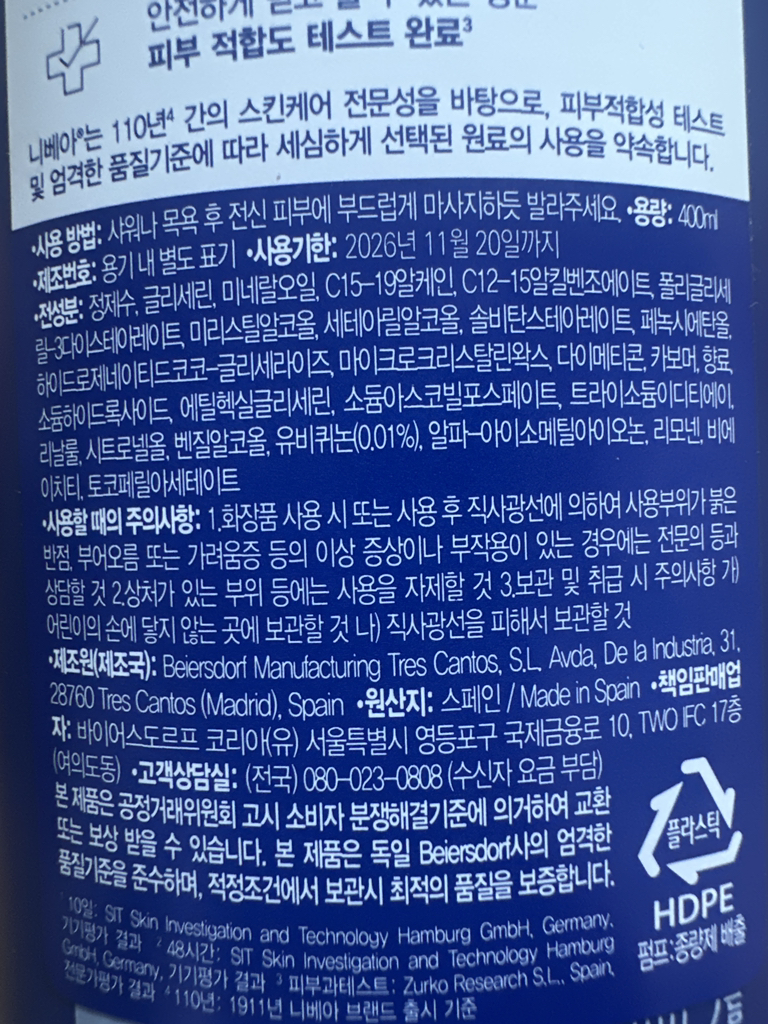 안전하게 믿고 쓸 수 있는 성분
피부 적합도 테스트 완료³
니베아®는 110년⁴ 간의 스킨케어 전문성을 바탕으로, 피부적합성 테스트
및 엄격한 품질기준에 따라 세심하게 선택된 원료의 사용을 약속합니다.
•사용 방법: 샤워나 목욕 후 전신 피부에 부드럽게 마사지하듯 발라주세요. •용량: 400ml
•제조번호: 용기 내 별도 표기 •사용기한: 2026년 11월 20일까지
•전성분: 정제수, 글리세린, 미네랄오일, C15-19알케인, C12-15알킬벤조에이트, 폴리글리세
릴-3다이스테아레이트, 미리스틸알코올, 세테아릴알코올, 솔비탄스테아레이트, 페녹시에탄올,
하이드로제네이티드코코-글리세라이즈, 마이크로크리스탈린왁스, 다이메티콘, 카보머, 향료,
소듐하이드록사이드, 에틸헥실글리세린, 소듐아스코빌포스페이트, 트라이소듐이디티에이,
리날룰, 시트로넬올, 벤질알코올, 유비퀴논(0.01%), 알파-아이소메틸아이오논, 리모넨, 비에
이치티, 토코페릴아세테이트
•사용할 때의 주의사항: 1.화장품 사용 시 또는 사용 후 직사광선에 의하여 사용부위가 붉은
반점, 부어오름 또는 가려움증 등의 이상 증상이나 부작용이 있는 경우에는 전문의 등과
상담할 것 2.상처가 있는 부위 등에는 사용을 자제할 것 3.보관 및 취급 시 주의사항 가)
어린이의 손에 닿지 않는 곳에 보관할 것 나) 직사광선을 피해서 보관할 것
•제조원(제조국): Beiersdorf Manufacturing Tres Cantos, S.L, Avda, De la Industria, 31,
28760 Tres Cantos (Madrid), Spain •원산지: 스페인 / Made in Spain •책임판매업
자: 바이어스도르프 코리아(유) 서울특별시 영등포구 국제금융로 10, TWO IFC 17층
(여의도동) •고객상담실: (전국) 080-023-0808 (수신자 요금 부담)
본 제품은 공정거래위원회 고시 소비자 분쟁해결기준에 의거하여 교환
또는 보상 받을 수 있습니다. 본 제품은 독일 Beiersdorf사의 엄격한
품질기준을 준수하며, 적정조건에서 보관시 최적의 품질을 보증합니다.
플라스틱
HDPE
펌프:종량제 배출
¹ 10일: SIT Skin Investigation and Technology Hamburg GmbH, Germany,
기기평가 결과 ² 48시간: SIT Skin Investigation and Technology Hamburg
GmbH, Germany, 기기평가 결과 ³ 피부과테스트: Zurko Research S.L., Spain,
전문가평가 결과 ⁴ 110년: 1911년 니베아 브랜드 출시 기준